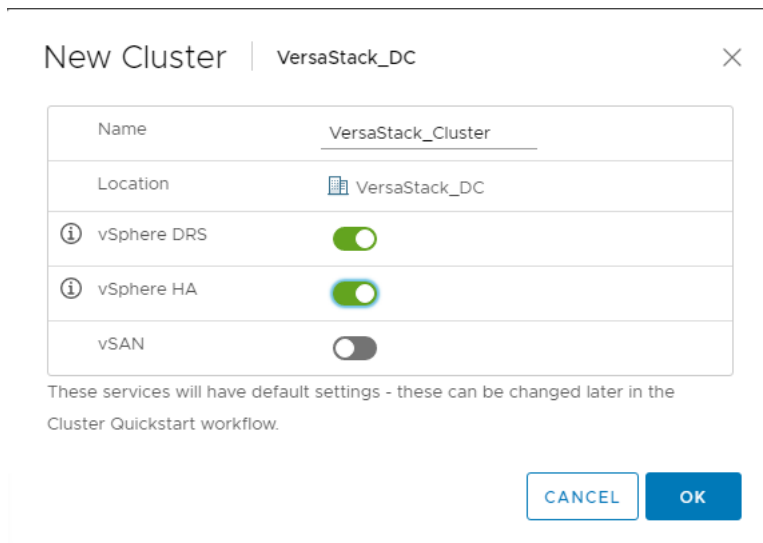 New Cluster VersaStack_DC
Name VersaStack_Cluster
Location VersaStack_DC
vSphere DRS
vSphere HA
vSAN
These services will have default settings - these can be changed later in the
Cluster Quickstart workflow.
CANCEL OK